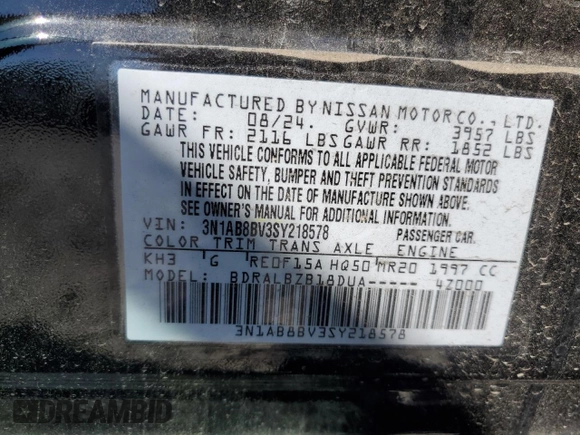 MANUFACTURED BY NISSAN MOTOR CO., LTD.
DATE: 08/24. GVWR: 3957 LBS
GAWR FR: 2116 LBS GAWR RR: 1852 LBS
THIS VEHICLE CONFORMS TO ALL APPLICABLE FEDERAL MOTOR
VEHICLE SAFETY, BUMPER AND THEFT PREVENTION STANDARDS
IN EFFECT ON THE DATE OF MANUFACTURE SHOWN ABOVE.
SEE OWNER'S MANUAL FOR ADDITIONAL INFORMATION.
VIN: 3N1AB8BV3SY218578 PASSENGER CAR.
COLOR TRIM TRANS AXLE ENGINE
KH3 G RE0F15A HQ50 MR20 1997 CC
MODEL: BDRALBZB18DUA----- 4Z000
3N1AB8BV3SY218578
DREAMBID